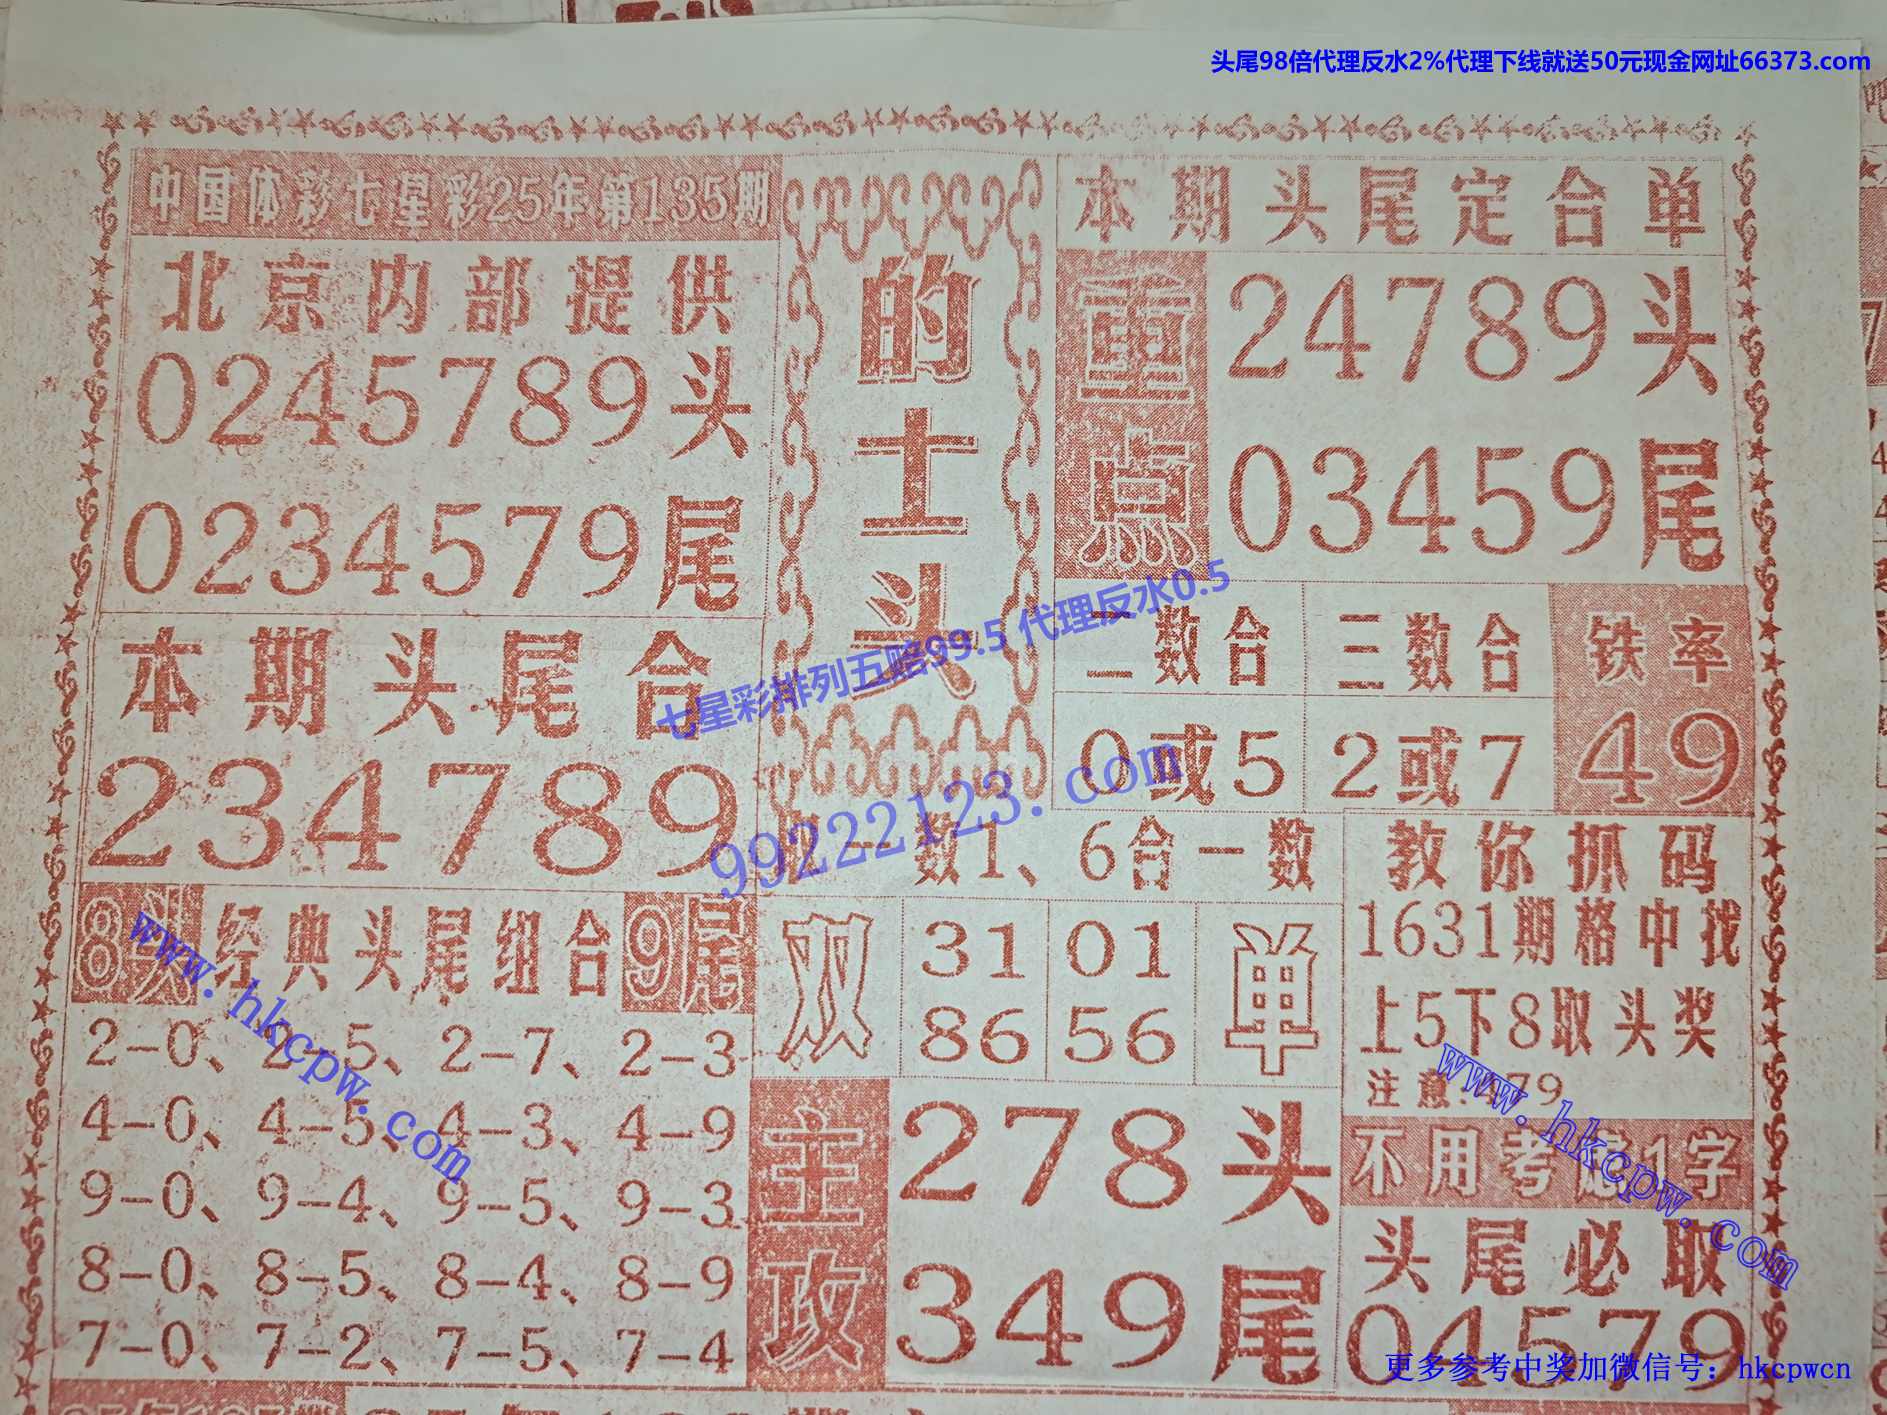 头尾98倍代理反水2%代理下线就送50元现金网址66373.com
中国体彩七星彩25年第135期
北京内部提供
0245789头
0234579尾
本期头尾合
234789
8头 经典头尾组合 9尾
2-0、2-5、2-7、2-3
4-0、4-5、4-3、4-9
9-0、9-4、9-5、9-3
8-0、8-5、8-4、8-9
7-0、7-2、7-5、7-4
的士头
本期头尾定合单
重点
24789头
03459尾
二数合
0或5
三数合
2或7
铁率
49
一数1、6合一数
双
31
86
01
56
单
主攻
278头
349尾
教你抓码
1631期格中找
上5下8取头奖
注意:479
不用考虑1字
头尾必取
04579
七星彩排列五赔99.5 代理反水0.5
99222123.com
www.hkcpw.com
www.hkcpw.com
更多参考中奖加微信号：hkcpwcn